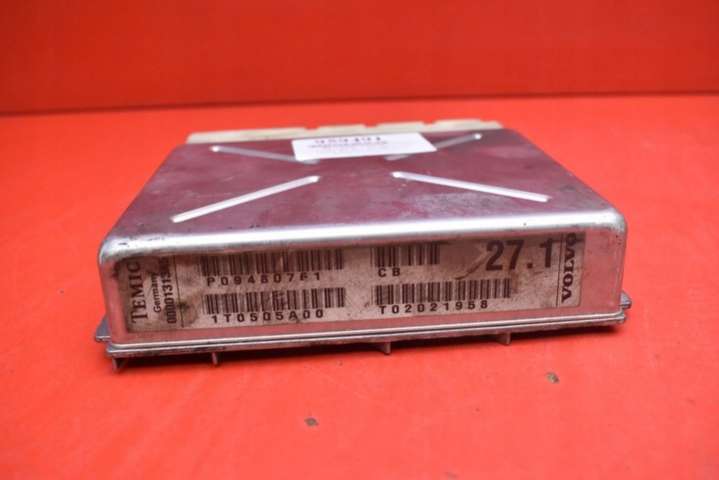 TEMIC
Germany
P09480761
CB
27.1
VOLVO
1T0505A00
T02021958